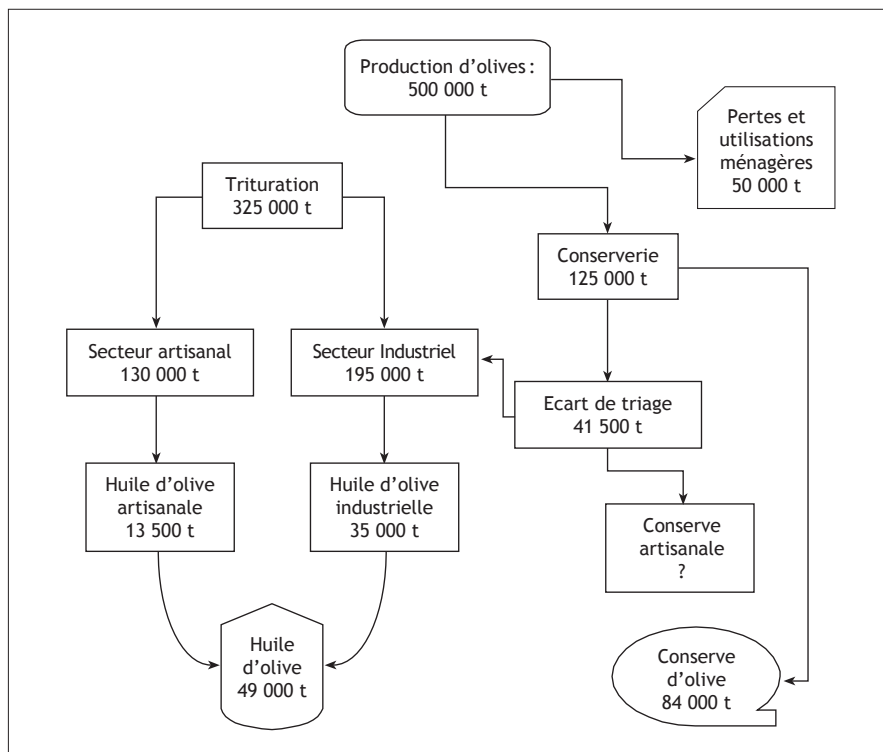 Production d’olives :
500 000 t
Pertes et
utilisations
ménagères
50 000 t
Trituration
325 000 t
Conserverie
125 000 t
Secteur artisanal
130 000 t
Secteur Industriel
195 000 t
Ecart de triage
41 500 t
Huile d’olive
artisanale
13 500 t
Huile d’olive
industrielle
35 000 t
Conserve
artisanale
?
Huile
d’olive
49 000 t
Conserve
d’olive
84 000 t